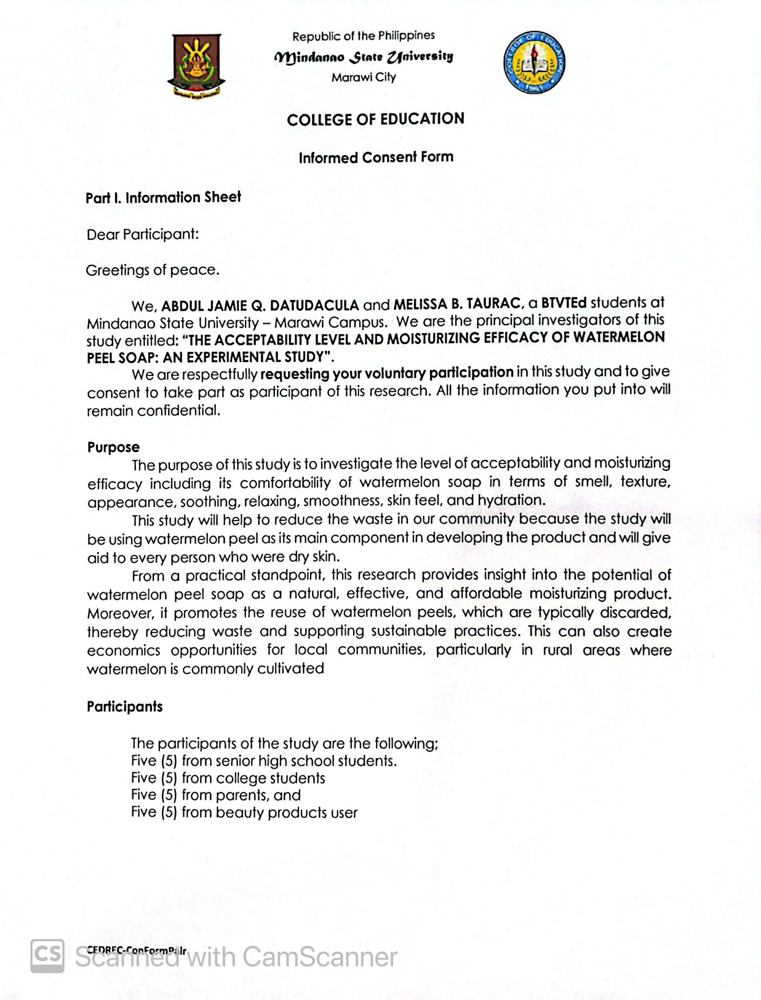 Republic of the Philippines
Mindanao State University
Marawi City
COLLEGE OF EDUCATION
1961
COLLEGE OF EDUCATION
Informed Consent Form
Part I. Information Sheet
Dear Participant:
Greetings of peace.
We, ABDUL JAMIE Q. DATUDACULA and MELISSA B. TAURAC, a BTVTEd students at
Mindanao State University – Marawi Campus. We are the principal investigators of this
study entitled: “THE ACCEPTABILITY LEVEL AND MOISTURIZING EFFICACY OF WATERMELON
PEEL SOAP: AN EXPERIMENTAL STUDY”.
We are respectfully requesting your voluntary participation in this study and to give
consent to take part as participant of this research. All the information you put into will
remain confidential.
Purpose
The purpose of this study is to investigate the level of acceptability and moisturizing
efficacy including its comfortability of watermelon soap in terms of smell, texture,
appearance, soothing, relaxing, smoothness, skin feel, and hydration.
This study will help to reduce the waste in our community because the study will
be using watermelon peel as its main component in developing the product and will give
aid to every person who were dry skin.
From a practical standpoint, this research provides insight into the potential of
watermelon peel soap as a natural, effective, and affordable moisturizing product.
Moreover, it promotes the reuse of watermelon peels, which are typically discarded,
thereby reducing waste and supporting sustainable practices. This can also create
economics opportunities for local communities, particularly in rural areas where
watermelon is commonly cultivated
Participants
The participants of the study are the following;
Five (5) from senior high school students.
Five (5) from college students
Five (5) from parents, and
Five (5) from beauty products user
CEDREC-ConFormPair
CS Scanned with CamScanner